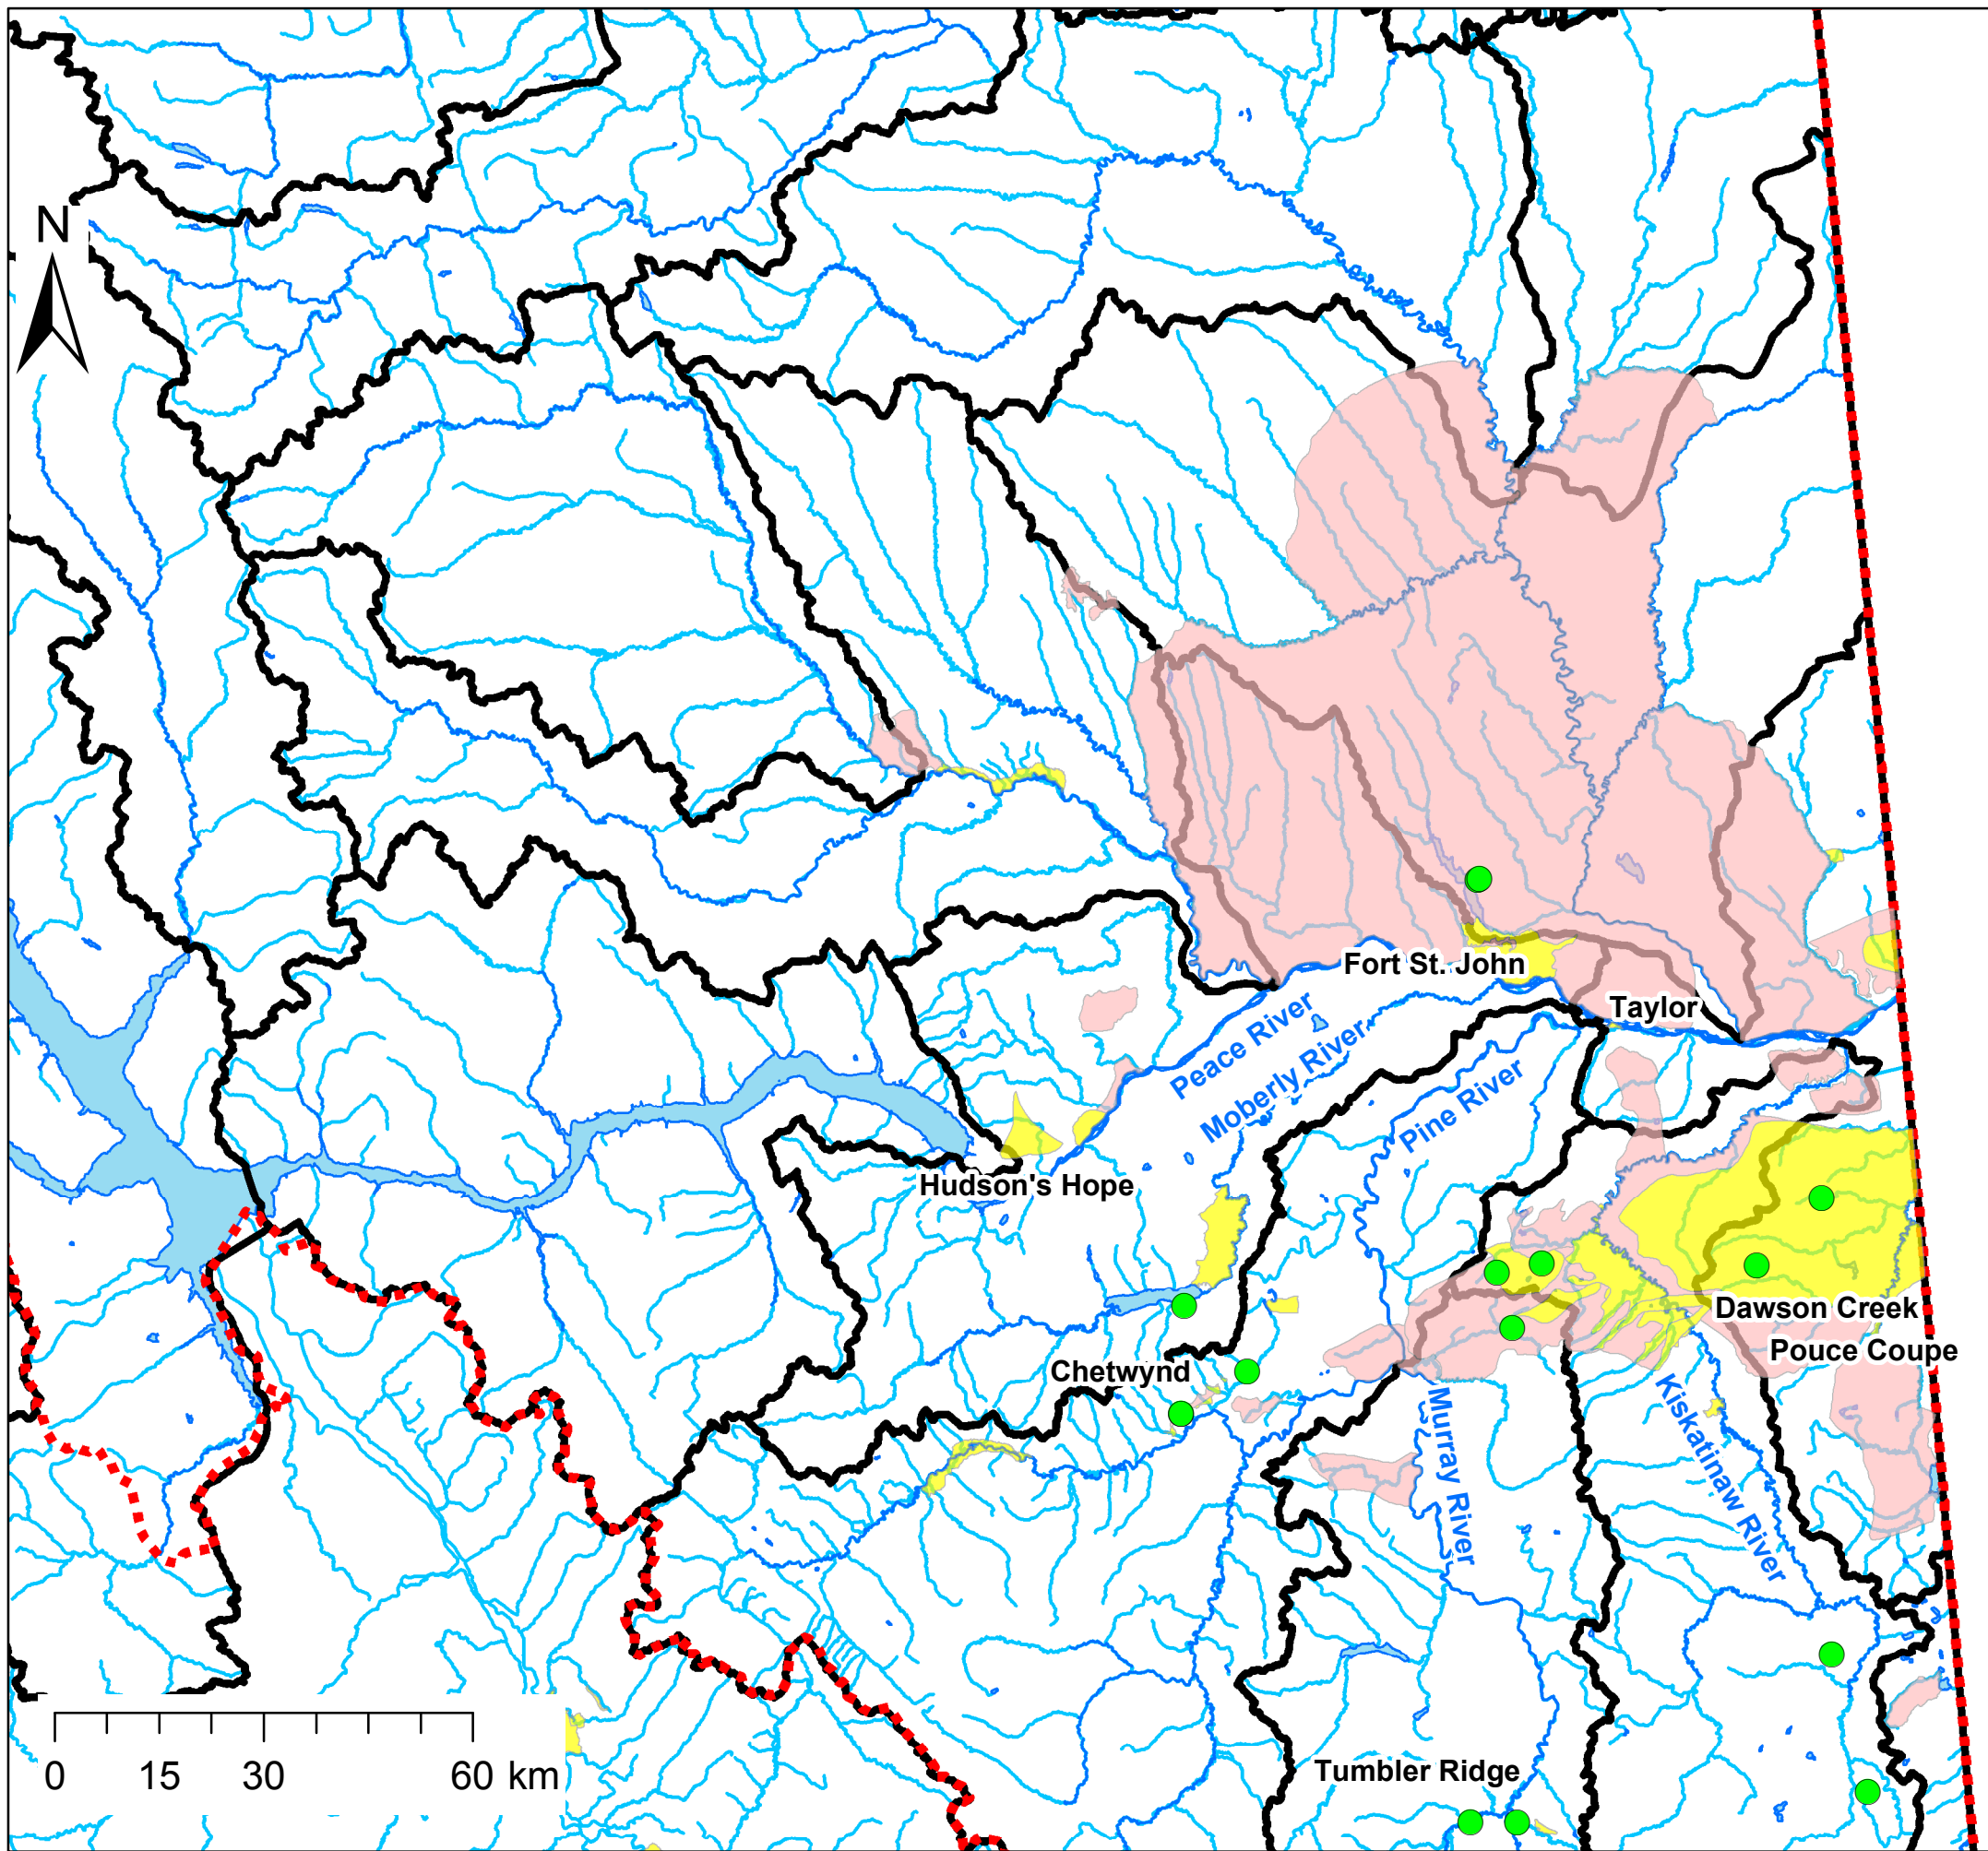 N
Fort St. John
Taylor
Peace River
Moberly River
Pine River
Hudson's Hope
Dawson Creek
Pouce Coupe
Chetwynd
Murray River
Kiskatinaw River
Tumbler Ridge
0 15 30 60 km